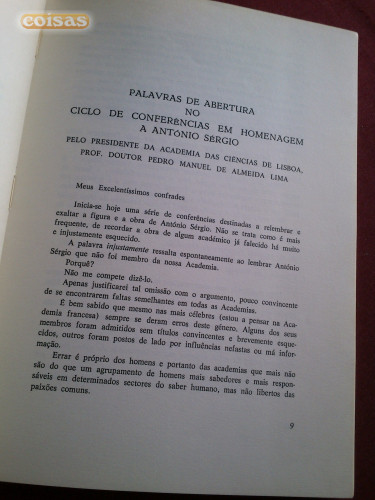 coisas
PALAVRAS DE ABERTURA
NO
CICLO DE CONFERÊNCIAS EM HOMENAGEM
A ANTÓNIO SÉRGIO
PELO PRESIDENTE DA ACADEMIA DAS CIÊNCIAS DE LISBOA,
PROF. DOUTOR PEDRO MANUEL DE ALMEIDA LIMA
Meus Excelentíssimos confrades
Inicia-se hoje uma série de conferências destinadas a relembrar e
exaltar a figura e a obra de António Sérgio. Não se trata como é mais
frequente, de recordar a obra de algum académico já falecido há muito
e injustamente esquecido.
A palavra injustamente ressalta espontaneamente ao lembrar António
Sérgio que não foi membro da nossa Academia.
Porquê?
Não me compete dizê-lo.
Apenas justificarei tal omissão com o argumento, pouco convincente
de se encontrarem faltas semelhantes em todas as Academias.
É bem sabido que mesmo nas mais célebres (estou a pensar na Aca-
demia francesa) sempre se deram erros deste género. Alguns dos seus
membros foram admitidos sem títulos convincentes e brevemente esque-
cidos, outros foram postos de lado por influências nefastas ou má infor-
mação.
Errar é próprio dos homens e portanto das academias que mais não
são do que um agrupamento de homens mais sabedores e mais respon-
sáveis em determinados sectores do saber humano, mas não libertos das
paixões comuns.
9